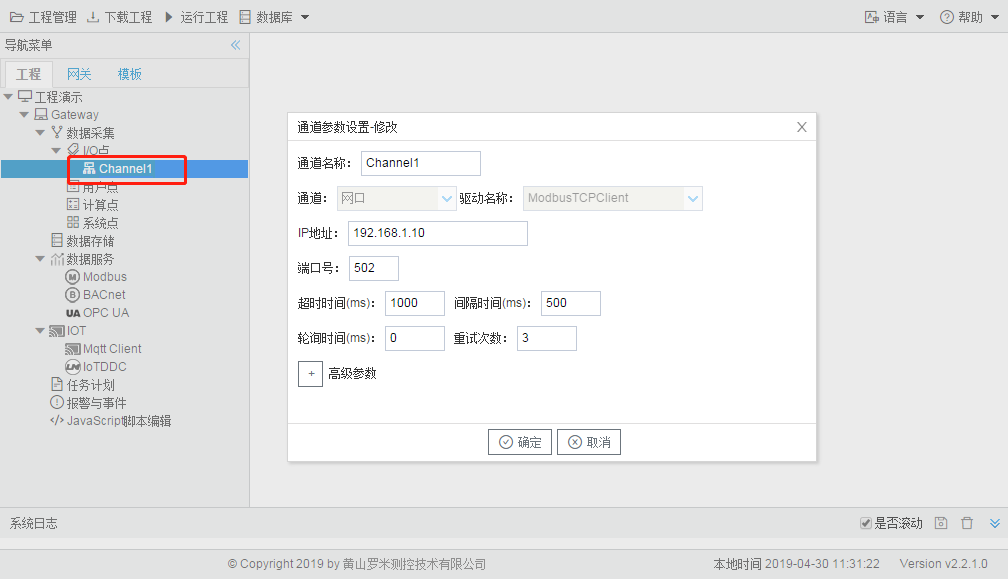 工程管理 下载工程 运行工程 数据库 语言 帮助
导航菜单
工程 网关 模板
工程演示
Gateway
数据采集
I/O点
Channel1
用户点
计算点
系统点
数据存储
数据服务
Modbus
BACnet
UA OPC UA
IOT
Mqtt Client
IoTDDC
任务计划
报警与事件
JavaScript脚本编辑
通道参数设置-修改
通道名称: Channel1
通道: 网口 驱动名称: ModbusTCPClient
IP地址: 192.168.1.10
端口号: 502
超时时间(ms): 1000 间隔时间(ms): 500
轮询时间(ms): 0 重试次数: 3
+ 高级参数
确定 取消
系统日志 是否滚动
© Copyright 2019 by 黄山罗米测控技术有限公司 本地时间 2019-04-30 11:31:22 Version v2.2.1.0